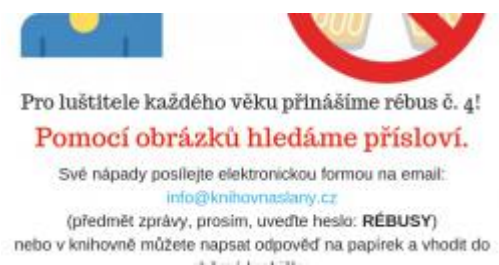 Pro luštitele každého věku přinášíme rébus č. 4!
Pomocí obrázků hledáme přísloví.
Své nápady posílejte elektronickou formou na email:
info@knihovnaslany.cz
(předmět zprávy, prosím, uveďte heslo: RÉBUSY)
nebo v knihovně můžete napsat odpověď na papírek a vhodit do